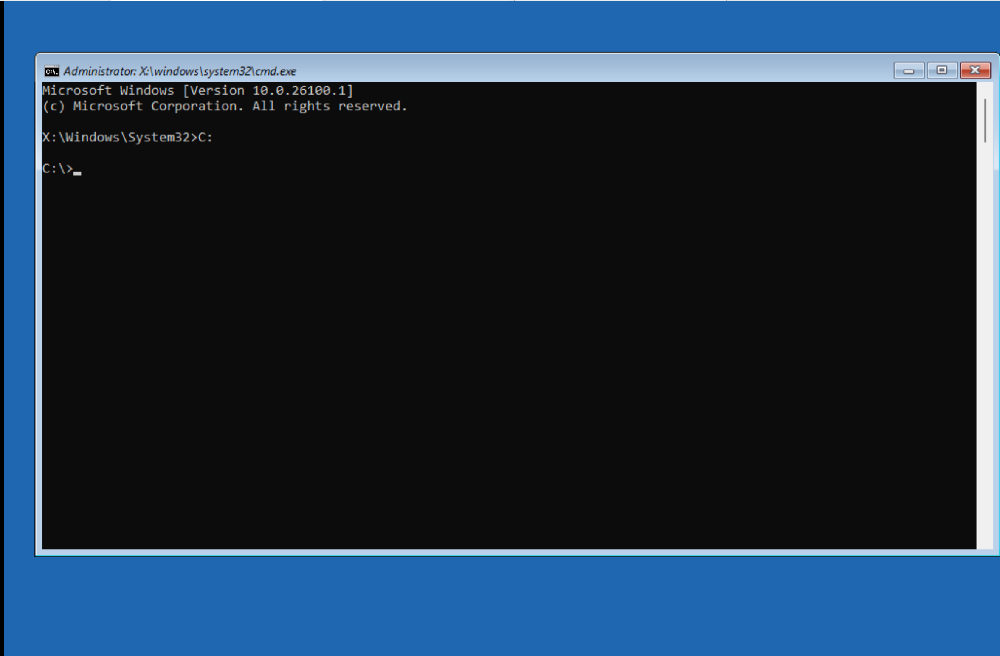 Administrator: X:\windows\system32\cmd.exe
Microsoft Windows [Version 10.0.26100.1]
(c) Microsoft Corporation. All rights reserved.
X:\Windows\System32>C:
C:\>